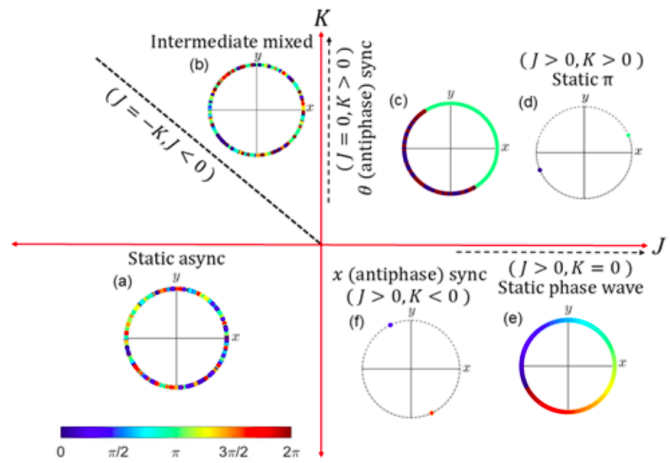 K
Intermediate mixed
(b)
y
x
(J = −K, J < 0)
(J = 0, K > 0)
θ (antiphase) sync
(c)
y
x
(J > 0, K > 0)
Static π
(d)
y
x
J
Static async
(a)
y
x
x (antiphase) sync
(J > 0, K < 0)
(f)
y
x
(J > 0, K = 0)
Static phase wave
(e)
y
x
0 π/2 π 3π/2 2π